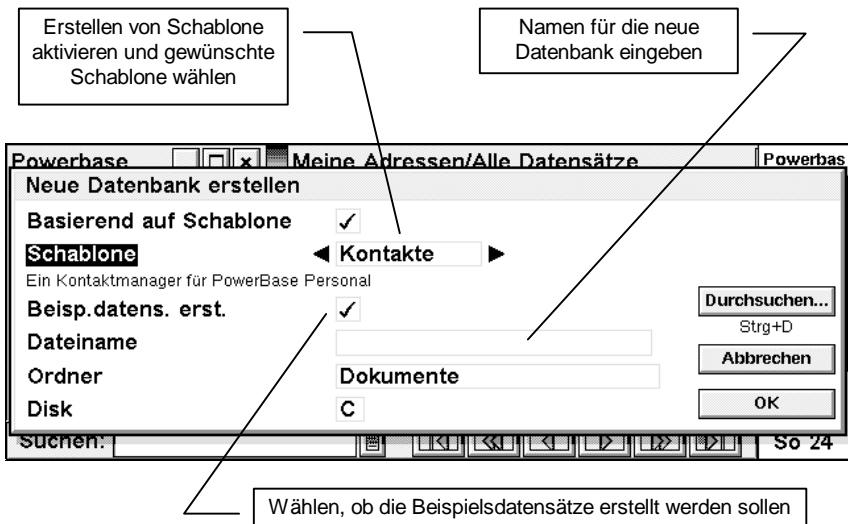 Erstellen von Schablone
aktivieren und gewünschte
Schablone wählen
Namen für die neue
Datenbank eingeben
Powerbase
Meine Adressen/Alle Datensätze
Powerbas
Neue Datenbank erstellen
Basierend auf Schablone
Schablone
Kontakte
Ein Kontaktmanager für PowerBase Personal
Beisp.datens. erst.
Durchsuchen...
Strg+D
Dateiname
Abbrechen
Ordner
Dokumente
Disk
C
OK
Suchen:
So 24
Wählen, ob die Beispielsdatensätze erstellt werden sollen